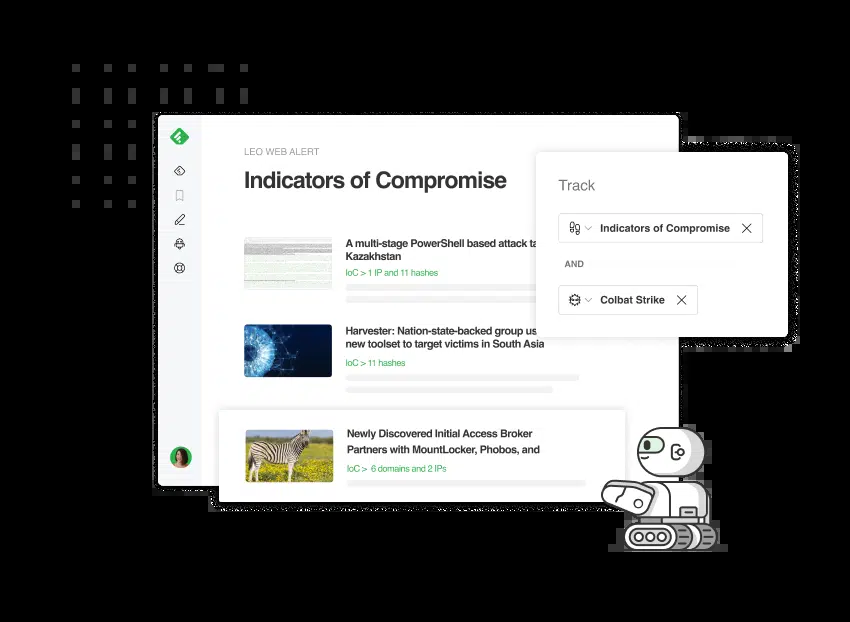 LEO WEB ALERT
Indicators of Compromise
A multi-stage PowerShell based attack ta
Kazakhstan
IoC > 1 IP and 11 hashes
Harvester: Nation-state-backed group us
new toolset to target victims in South Asia
IoC > 11 hashes
Newly Discovered Initial Access Broker
Partners with MountLocker, Phobos, and
IoC > 6 domains and 2 IPs
Track
Indicators of Compromise
AND
Colbat Strike